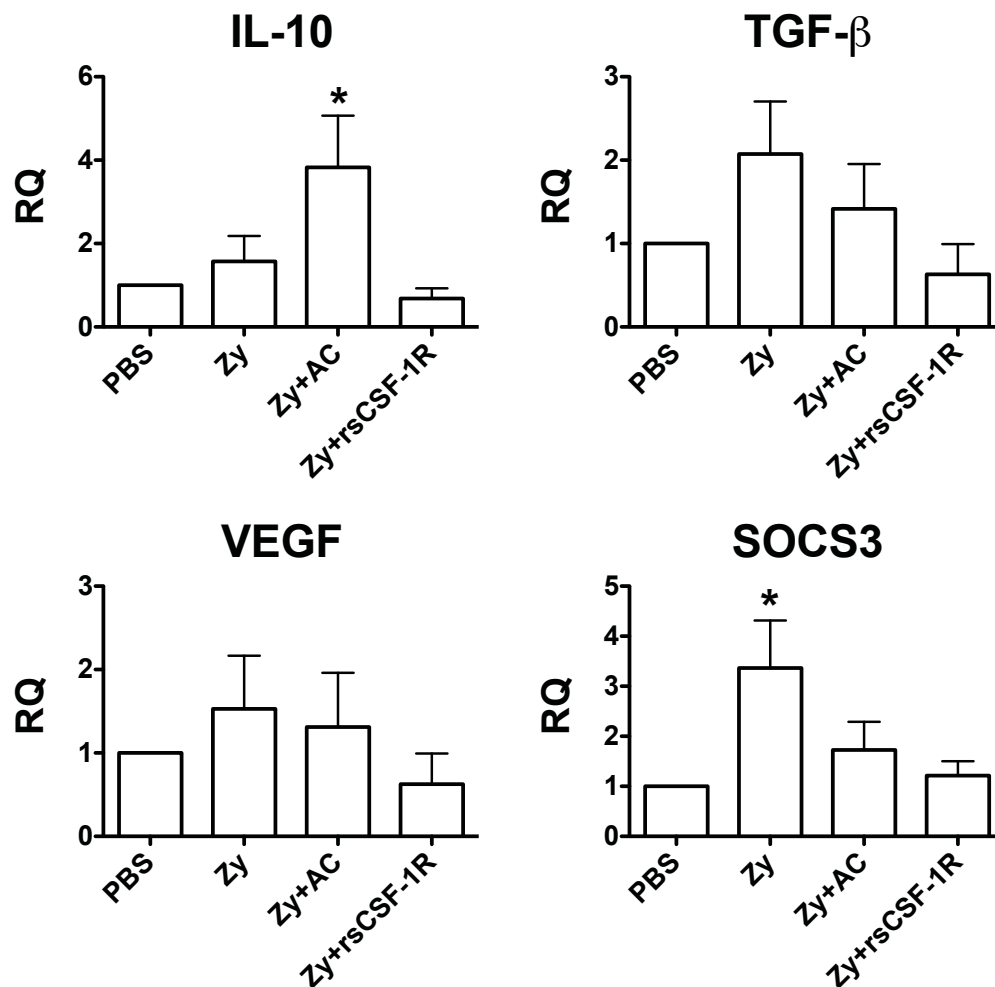 IL-10
RQ
6
*
4
2
0
PBS
Zy
Zy+AC
Zy+rsCSF-1R
TGF-β
RQ
3
2
1
0
PBS
Zy
Zy+AC
Zy+rsCSF-1R
VEGF
RQ
3
2
1
0
PBS
Zy
Zy+AC
Zy+rsCSF-1R
SOCS3
RQ
5
*
4
3
2
1
0
PBS
Zy
Zy+AC
Zy+rsCSF-1R